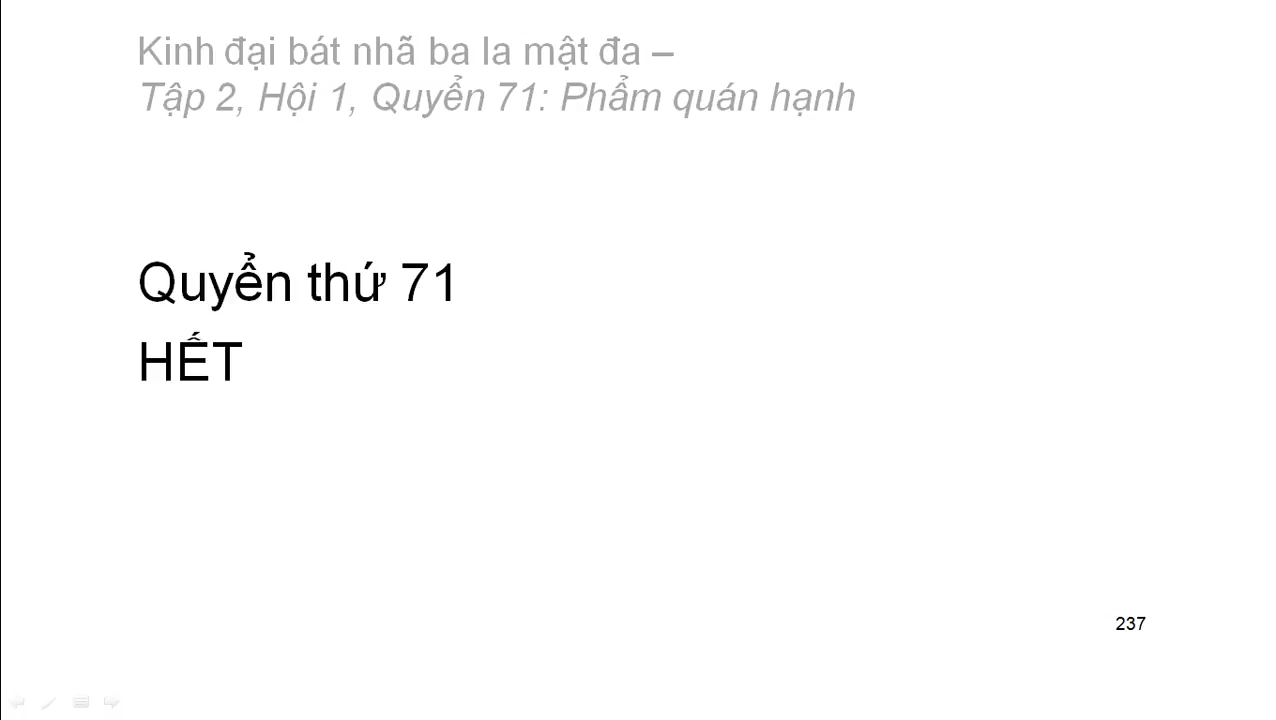 Kinh đại bát nhã ba la mật đa –
Tập 2, Hội 1, Quyển 71: Phẩm quán hạnh
Quyển thứ 71
HẾT
237